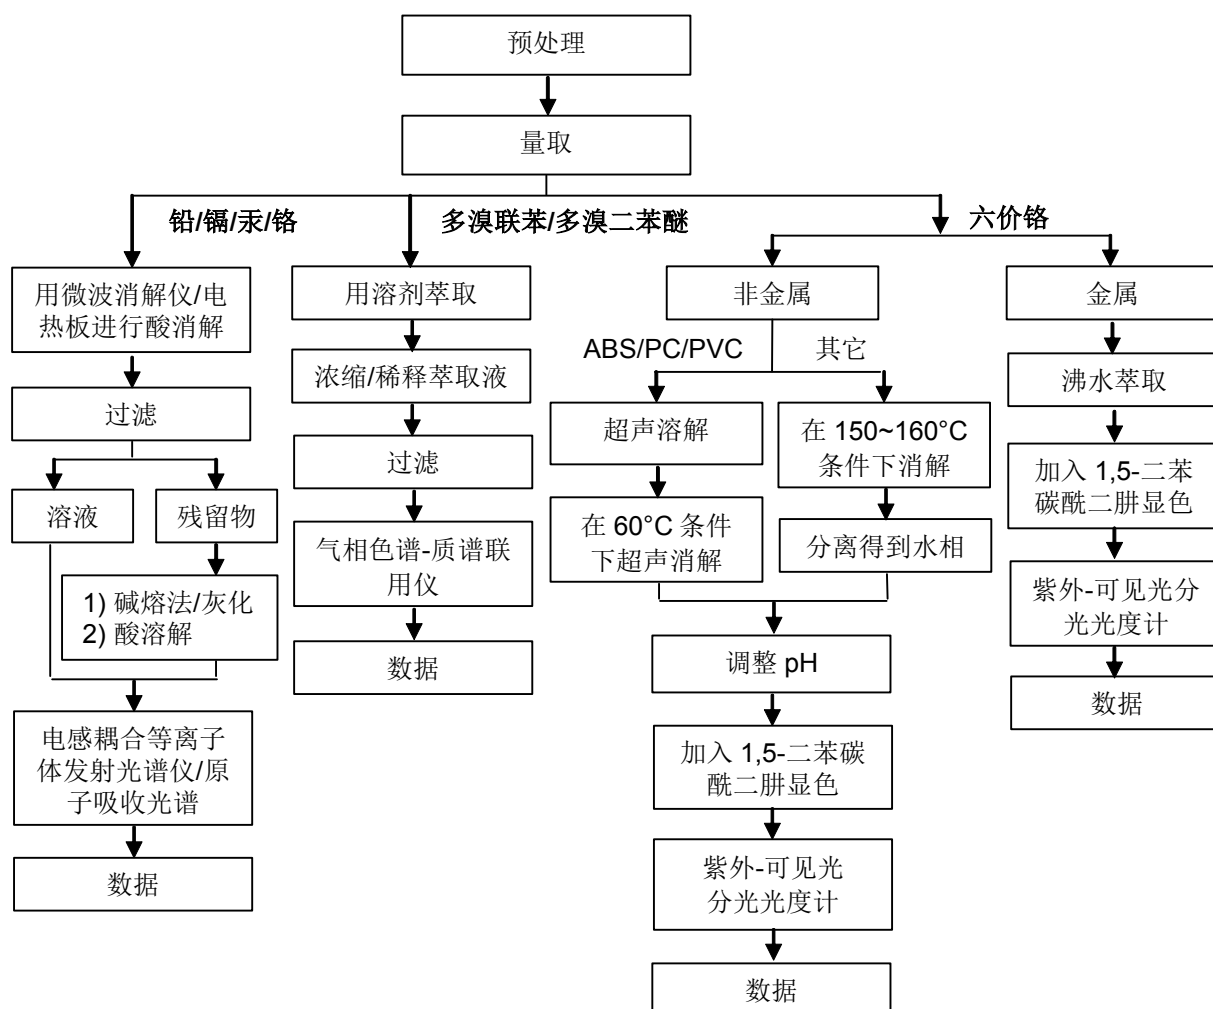 预处理
量取
铅/镉/汞/铬
多溴联苯/多溴二苯醚
六价铬
用微波消解仪/电
热板进行酸消解
过滤
溶液
残留物
1) 碱熔法/灰化
2) 酸溶解
电感耦合等离子
体发射光谱仪/原
子吸收光谱
数据
用溶剂萃取
浓缩/稀释萃取液
过滤
气相色谱-质谱联
用仪
数据
非金属
ABS/PC/PVC
其它
超声溶解
在 60°C 条件
下超声消解
在 150~160°C
条件下消解
分离得到水相
调整 pH
加入 1,5-二苯碳
酰二肼显色
紫外-可见光
分光光度计
数据
金属
沸水萃取
加入 1,5-二苯
碳酰二肼显色
紫外-可见光分
光光度计
数据